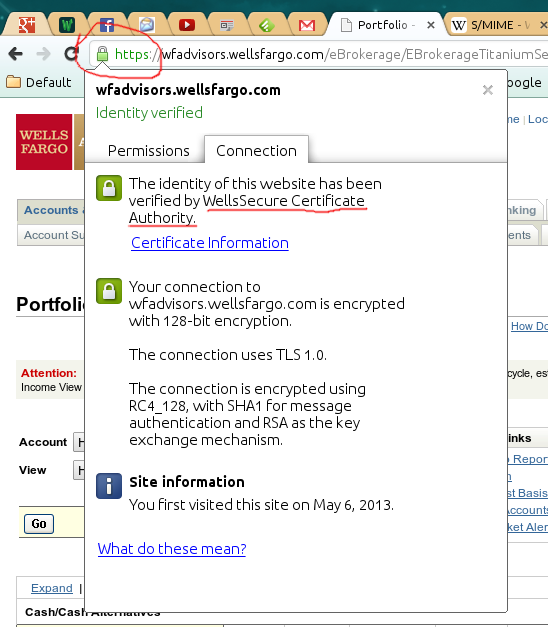 Portfolio -
S/MIME - W
https://wfadvisors.wellsfargo.com/eBrokerage/EBrokerageTitaniumSe
Default
oogle
wfadvisors.wellsfargo.com
Identity verified
Permissions
Connection
The identity of this website has been
verified by WellsSecure Certificate
Authority.
Certificate Information
Your connection to
wfadvisors.wellsfargo.com is encrypted
with 128-bit encryption.
The connection uses TLS 1.0.
The connection is encrypted using
RC4_128, with SHA1 for message
authentication and RSA as the key
exchange mechanism.
Site information
You first visited this site on May 6, 2013.
What do these mean?
WELLS
FARGO
A
me | Loc
Accounts &
nking
Account Su
ents
Portfolio
How Do
Attention:
cycle, est
Income View
Account
H
View
H
Go
inks
o Repor
m
st Basis
Accounts
ket Aler
Expand |
Cash/Cash Alternatives